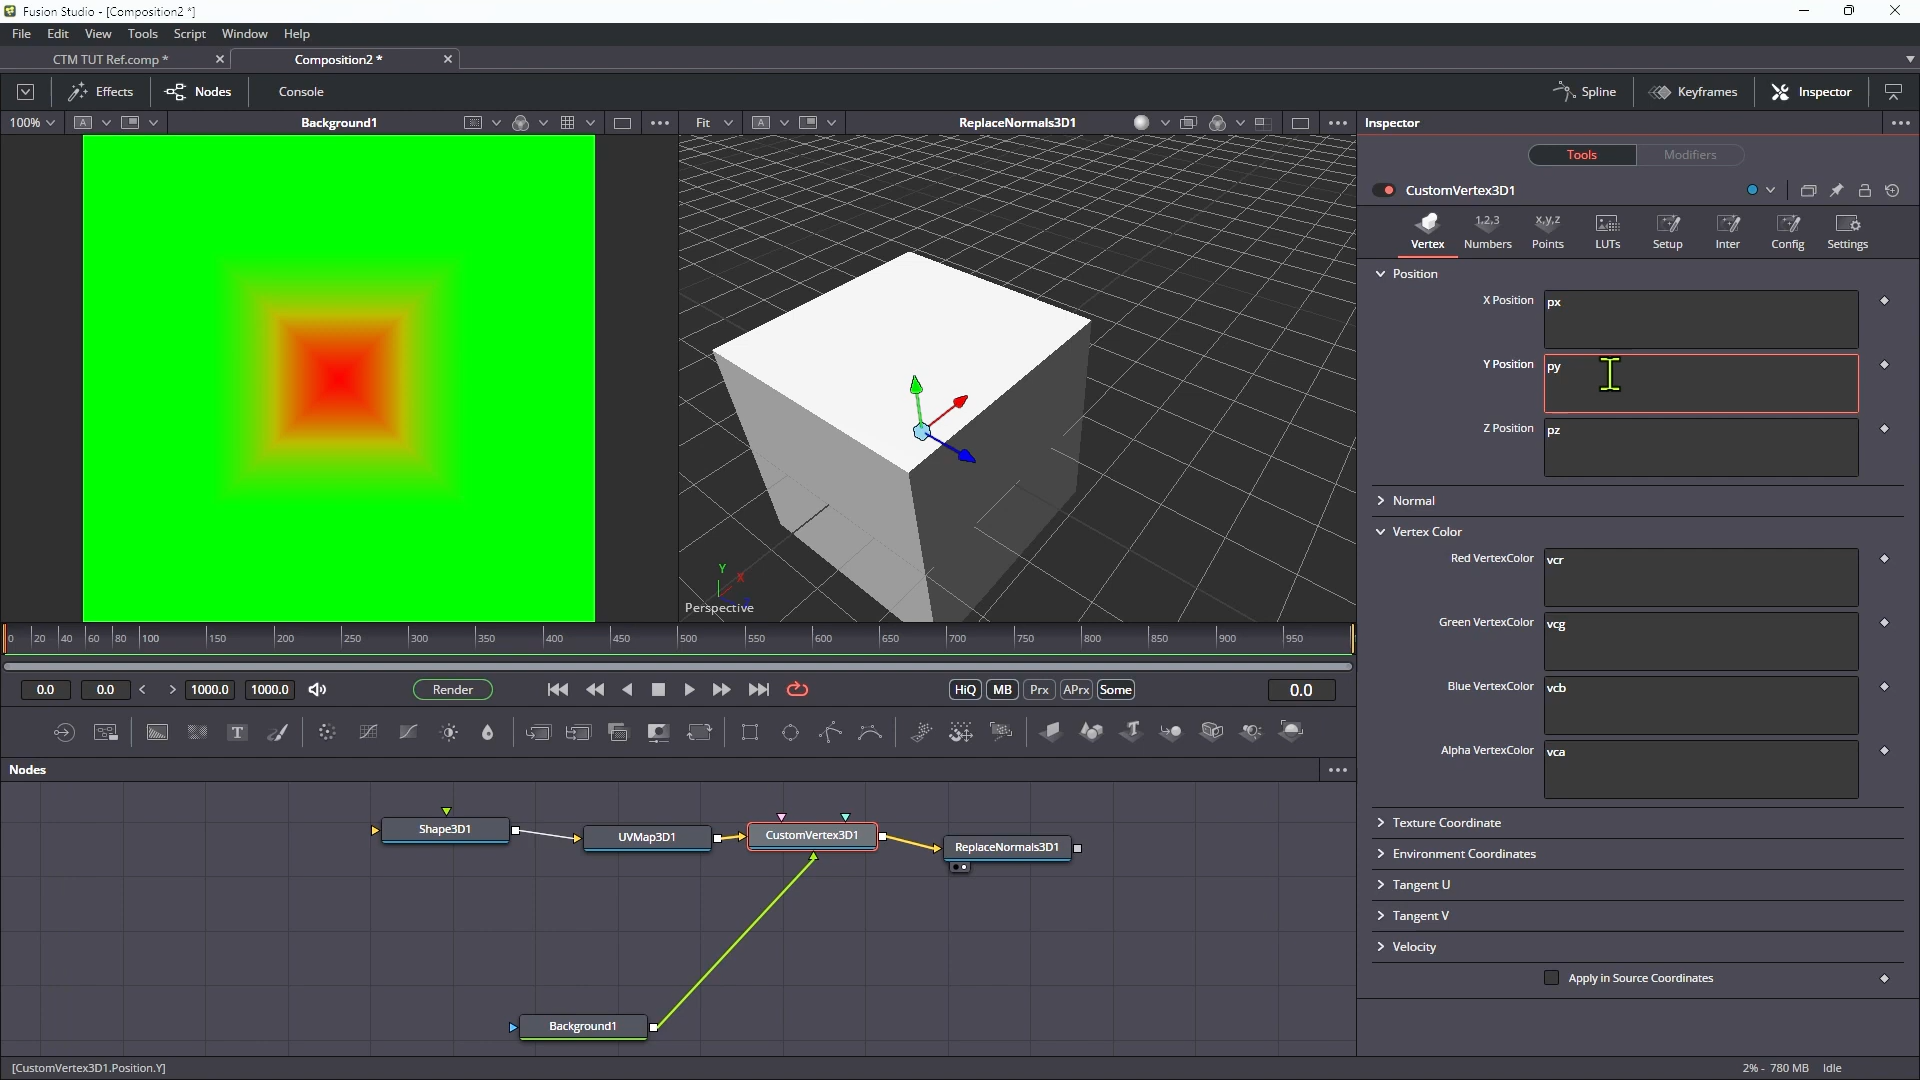 Fusion Studio - [Composition2 *]
File Edit View Tools Script Window Help
CTM TUT Ref.comp * Composition2 *
Effects Nodes Console Spline Keyframes Inspector
100% A Background1 Fit A ReplaceNormals3D1 Inspector
Tools Modifiers
CustomVertex3D1
1,2,3 x,y,z
Vertex Numbers Points LUTs Setup Inter Config Settings
Position
X Position px
Y Position py
Z Position pz
Normal
Vertex Color
Red VertexColor vcr
Green VertexColor vcg
Blue VertexColor vcb
Alpha VertexColor vca
Texture Coordinate
Environment Coordinates
Tangent U
Tangent V
Velocity
Apply in Source Coordinates
Y
X
Perspective
0 20 40 60 80 100 150 200 250 300 350 400 450 500 550 600 650 700 750 800 850 900 950
0.0 0.0 < > 1000.0 1000.0 Render HiQ MB Prx APrx Some 0.0
T T
Nodes
Shape3D1 UVMap3D1 CustomVertex3D1 ReplaceNormals3D1
Background1
[CustomVertex3D1.Position.Y] 2% - 780 MB Idle